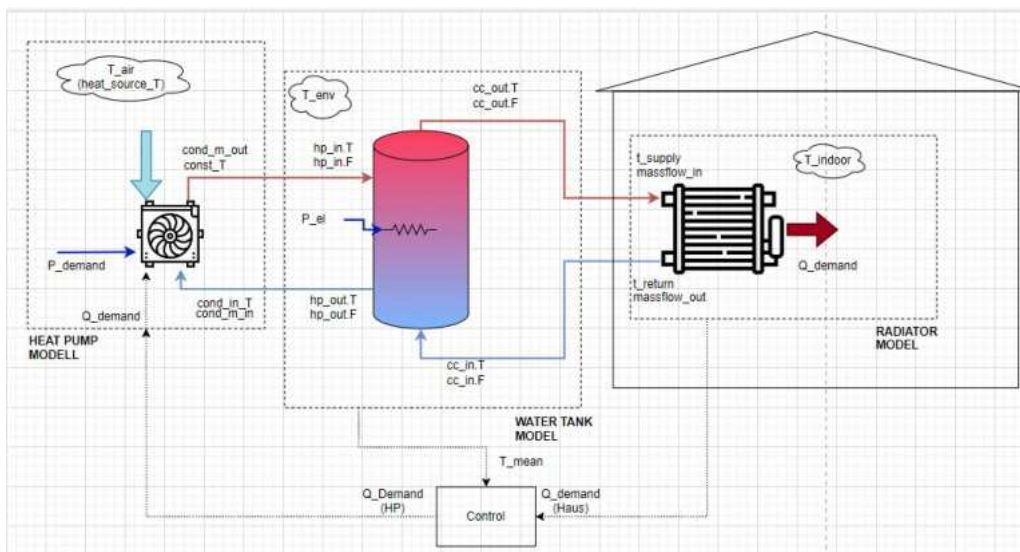 T_air
(heat_source_T)
cond_m_out
const_T
P_demand
cond_in_T
cond_m_in
Q_demand
HEAT PUMP
MODELL
T_env
hp_in.T
hp_in.F
P_el
hp_out.T
hp_out.F
cc_out.T
cc_out.F
cc_in.T
cc_in.F
WATER TANK
MODEL
t_supply
massflow_in
T_indoor
Q_demand
t_return
massflow_out
RADIATOR
MODEL
T_mean
Q_Demand
(HP)
Control
Q_demand
(Haus)